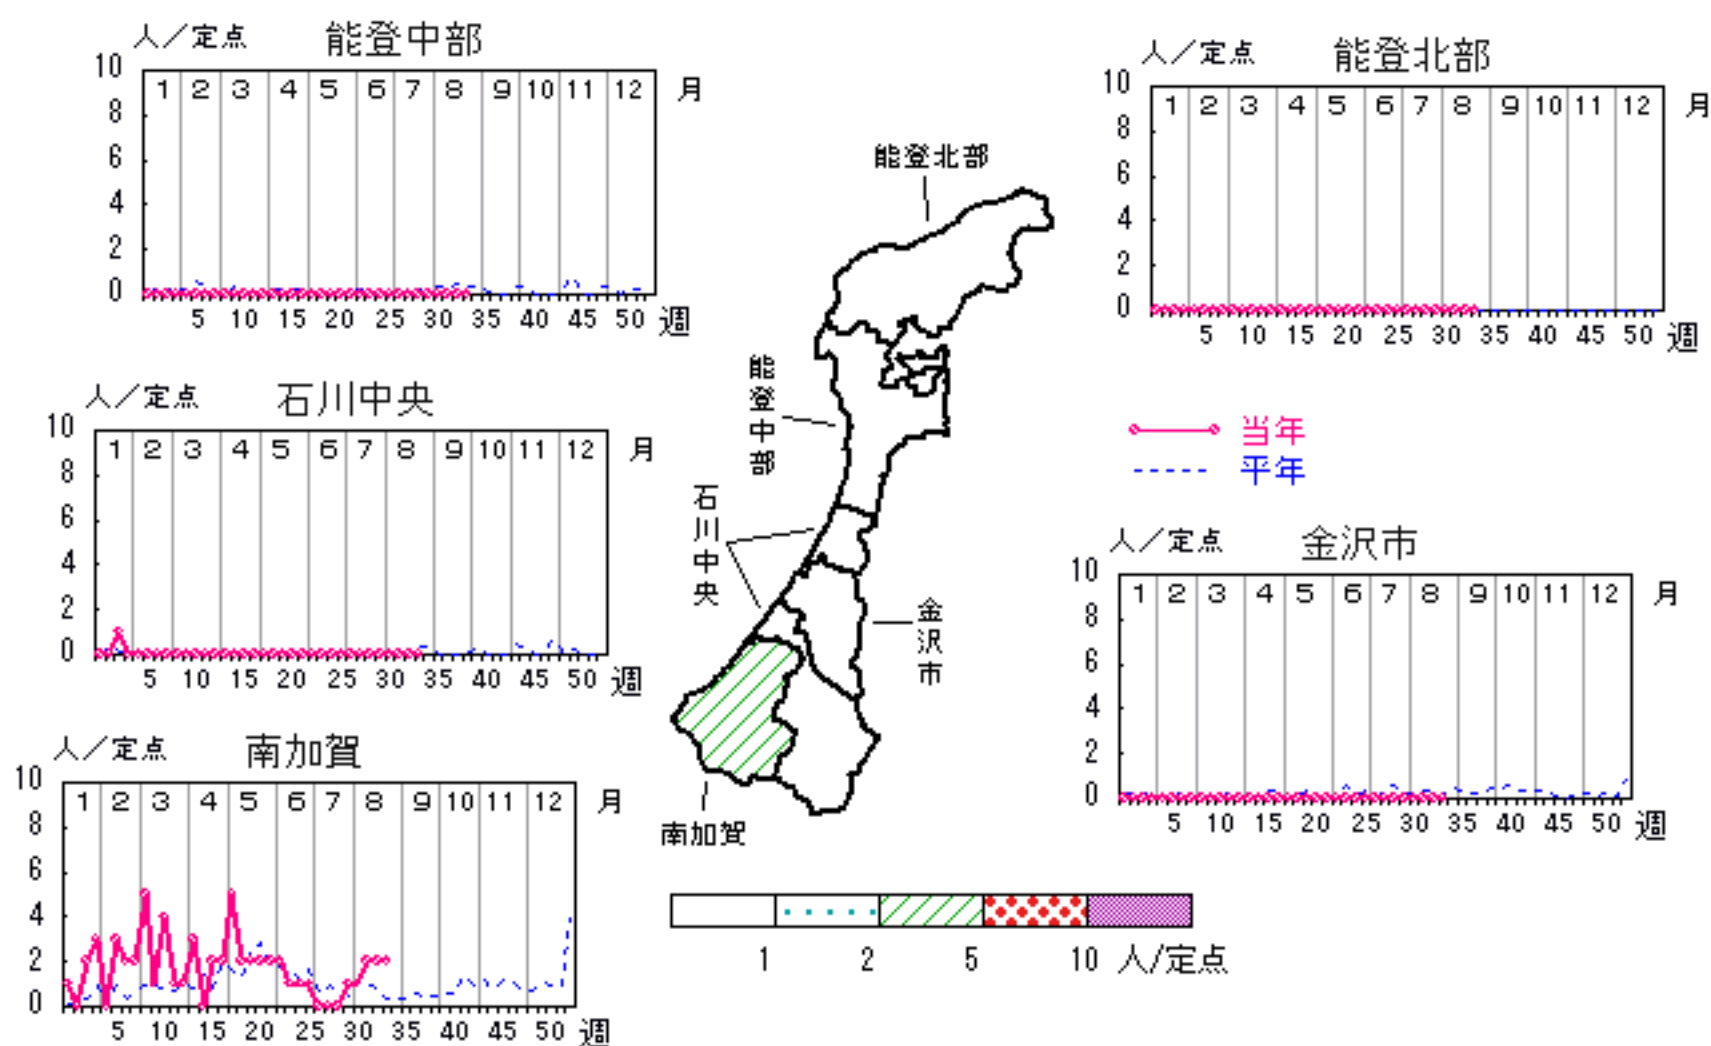 人／定点 能登中部
10 8 6 4 2 0
1 2 3 4 5 6 7 8 9 10 11 12 月
5 10 15 20 25 30 35 40 45 50 週
人／定点 能登北部
10 8 6 4 2 0
1 2 3 4 5 6 7 8 9 10 11 12 月
5 10 15 20 25 30 35 40 45 50 週
人／定点 石川中央
10 8 6 4 2 0
1 2 3 4 5 6 7 8 9 10 11 12 月
5 10 15 20 25 30 35 40 45 50 週
能登北部
能登中部
石川中央
金沢市
南加賀
当年
平年
人／定点 金沢市
10 8 6 4 2 0
1 2 3 4 5 6 7 8 9 10 11 12 月
5 10 15 20 25 30 35 40 45 50 週
人／定点 南加賀
10 8 6 4 2 0
1 2 3 4 5 6 7 8 9 10 11 12 月
5 10 15 20 25 30 35 40 45 50 週
1 2 5 10 人/定点